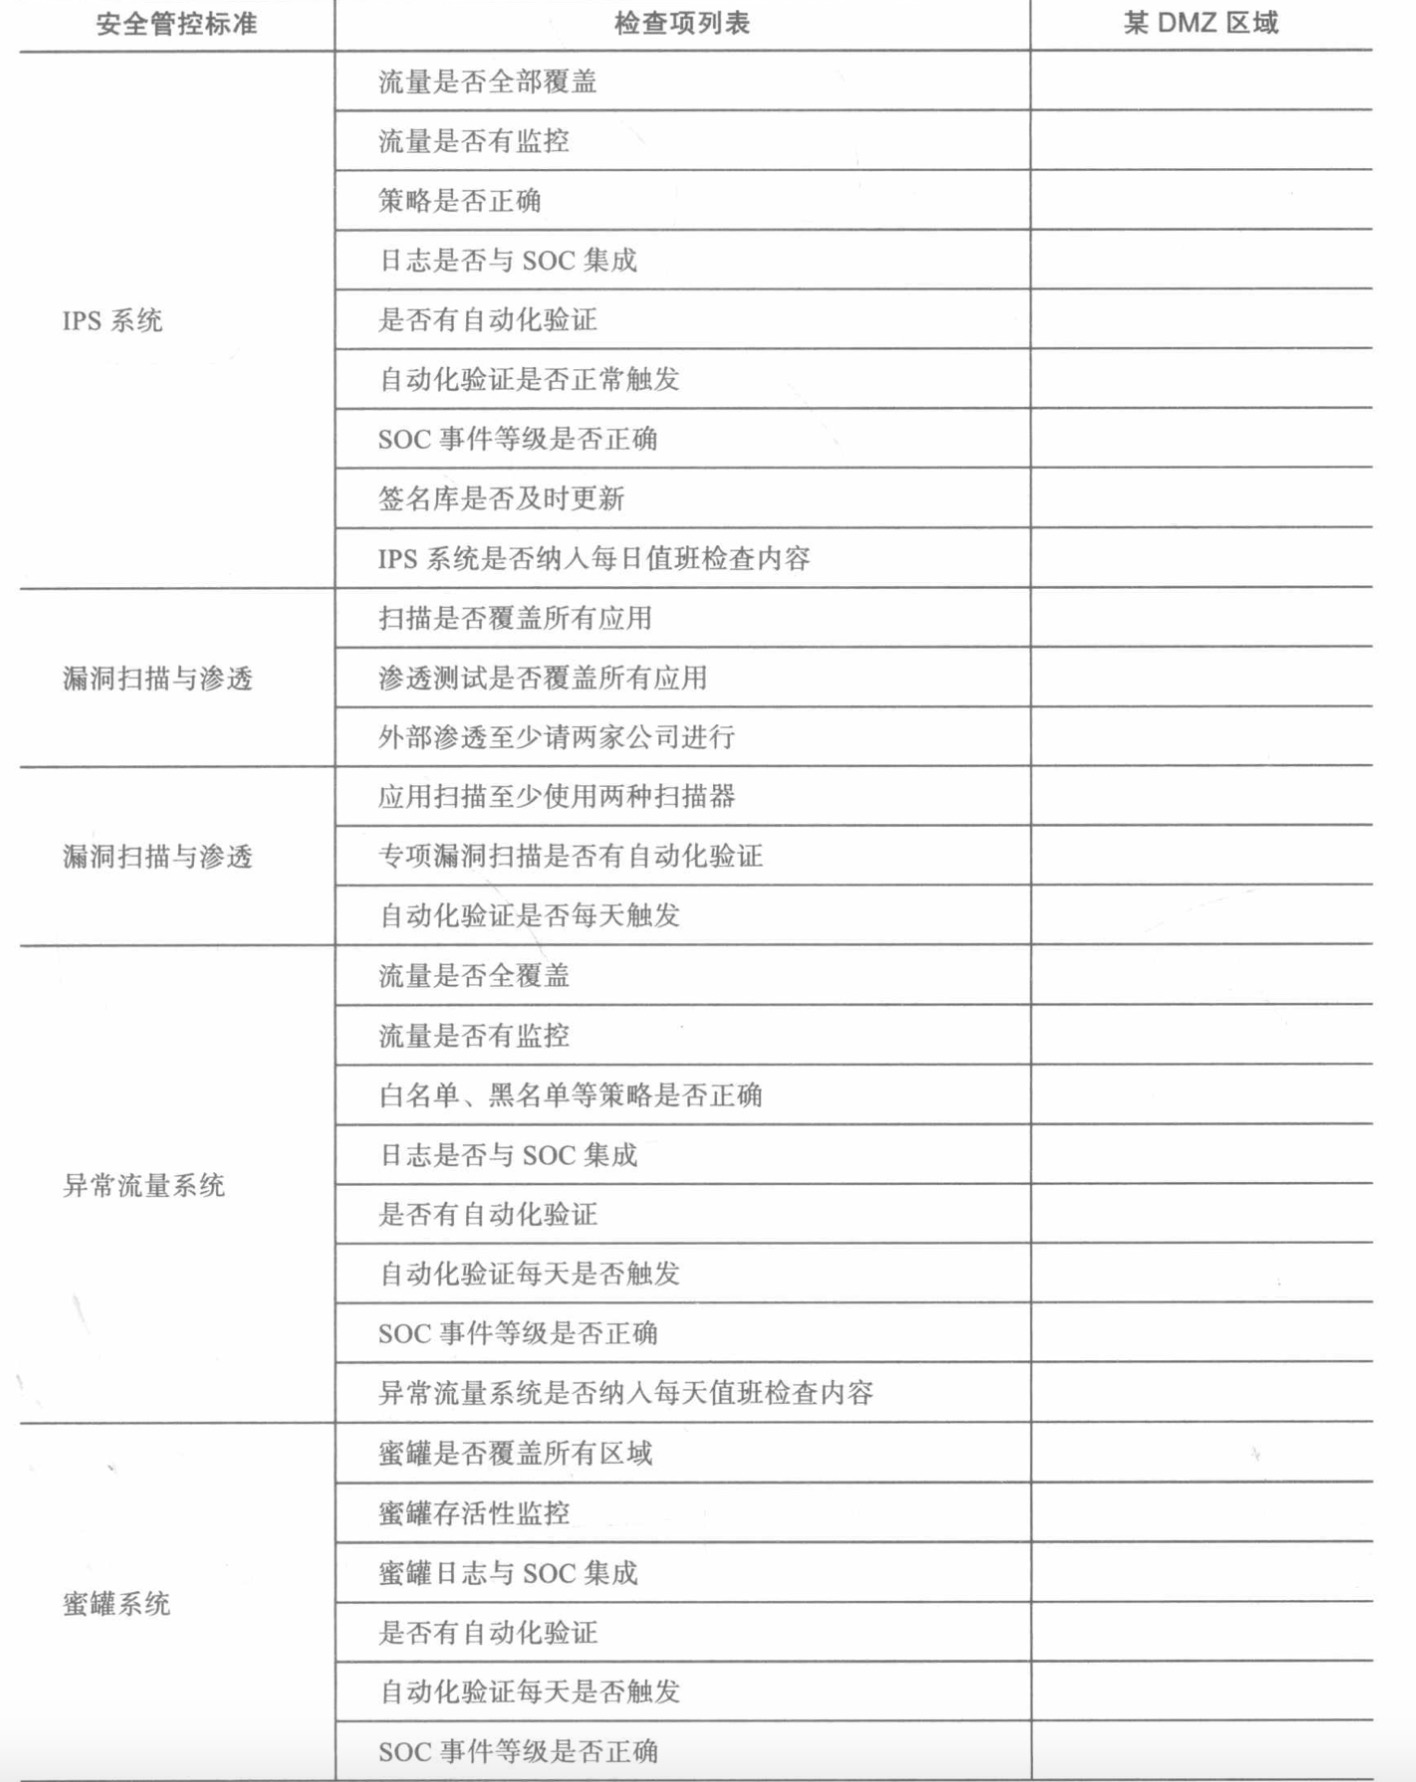 安全管控标准 检查项列表 某 DMZ 区域
流量是否全部覆盖
流量是否有监控
策略是否正确
日志是否与 SOC 集成
IPS 系统 是否有自动化验证
自动化验证是否正常触发
SOC 事件等级是否正确
签名库是否及时更新
IPS 系统是否纳入每日值班检查内容
扫描是否覆盖所有应用
漏洞扫描与渗透 渗透测试是否覆盖所有应用
外部渗透至少请两家公司进行
应用扫描至少使用两种扫描器
漏洞扫描与渗透 专项漏洞扫描是否有自动化验证
自动化验证是否每天触发
流量是否全覆盖
流量是否有监控
白名单、黑名单等策略是否正确
日志是否与 SOC 集成
异常流量系统
是否有自动化验证
自动化验证每天是否触发
SOC 事件等级是否正确
异常流量系统是否纳入每天值班检查内容
蜜罐是否覆盖所有区域
蜜罐存活性监控
蜜罐日志与 SOC 集成
蜜罐系统
是否有自动化验证
自动化验证每天是否触发
SOC 事件等级是否正确